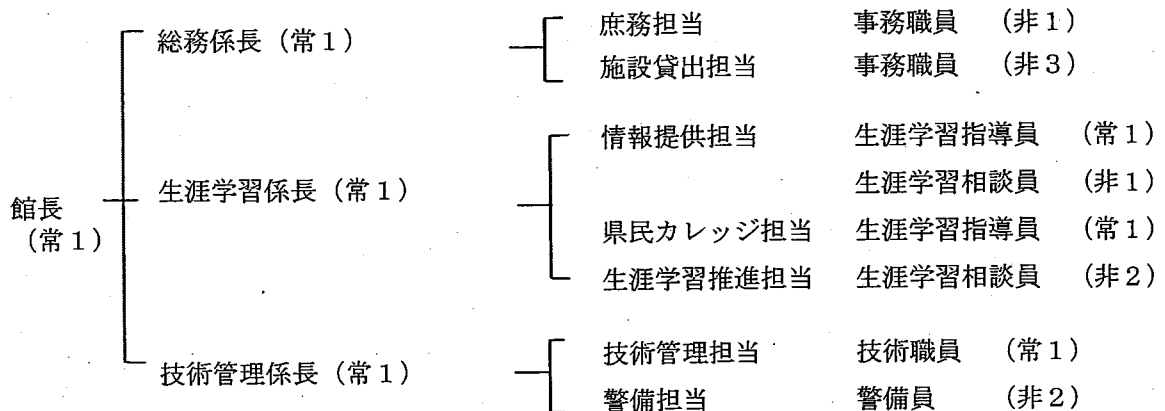 総務係長(常1) 庶務担当 事務職員 (非1)
施設貸出担当 事務職員 (非3)
情報提供担当 生涯学習指導員 (常1)
生涯学習係長(常1) 生涯学習相談員 (非1)
館長
(常1)
県民カレッジ担当 生涯学習指導員 (常1)
生涯学習推進担当 生涯学習相談員 (非2)
技術管理係長(常1) 技術管理担当 技術職員 (常1)
警備担当 警備員 (非2)